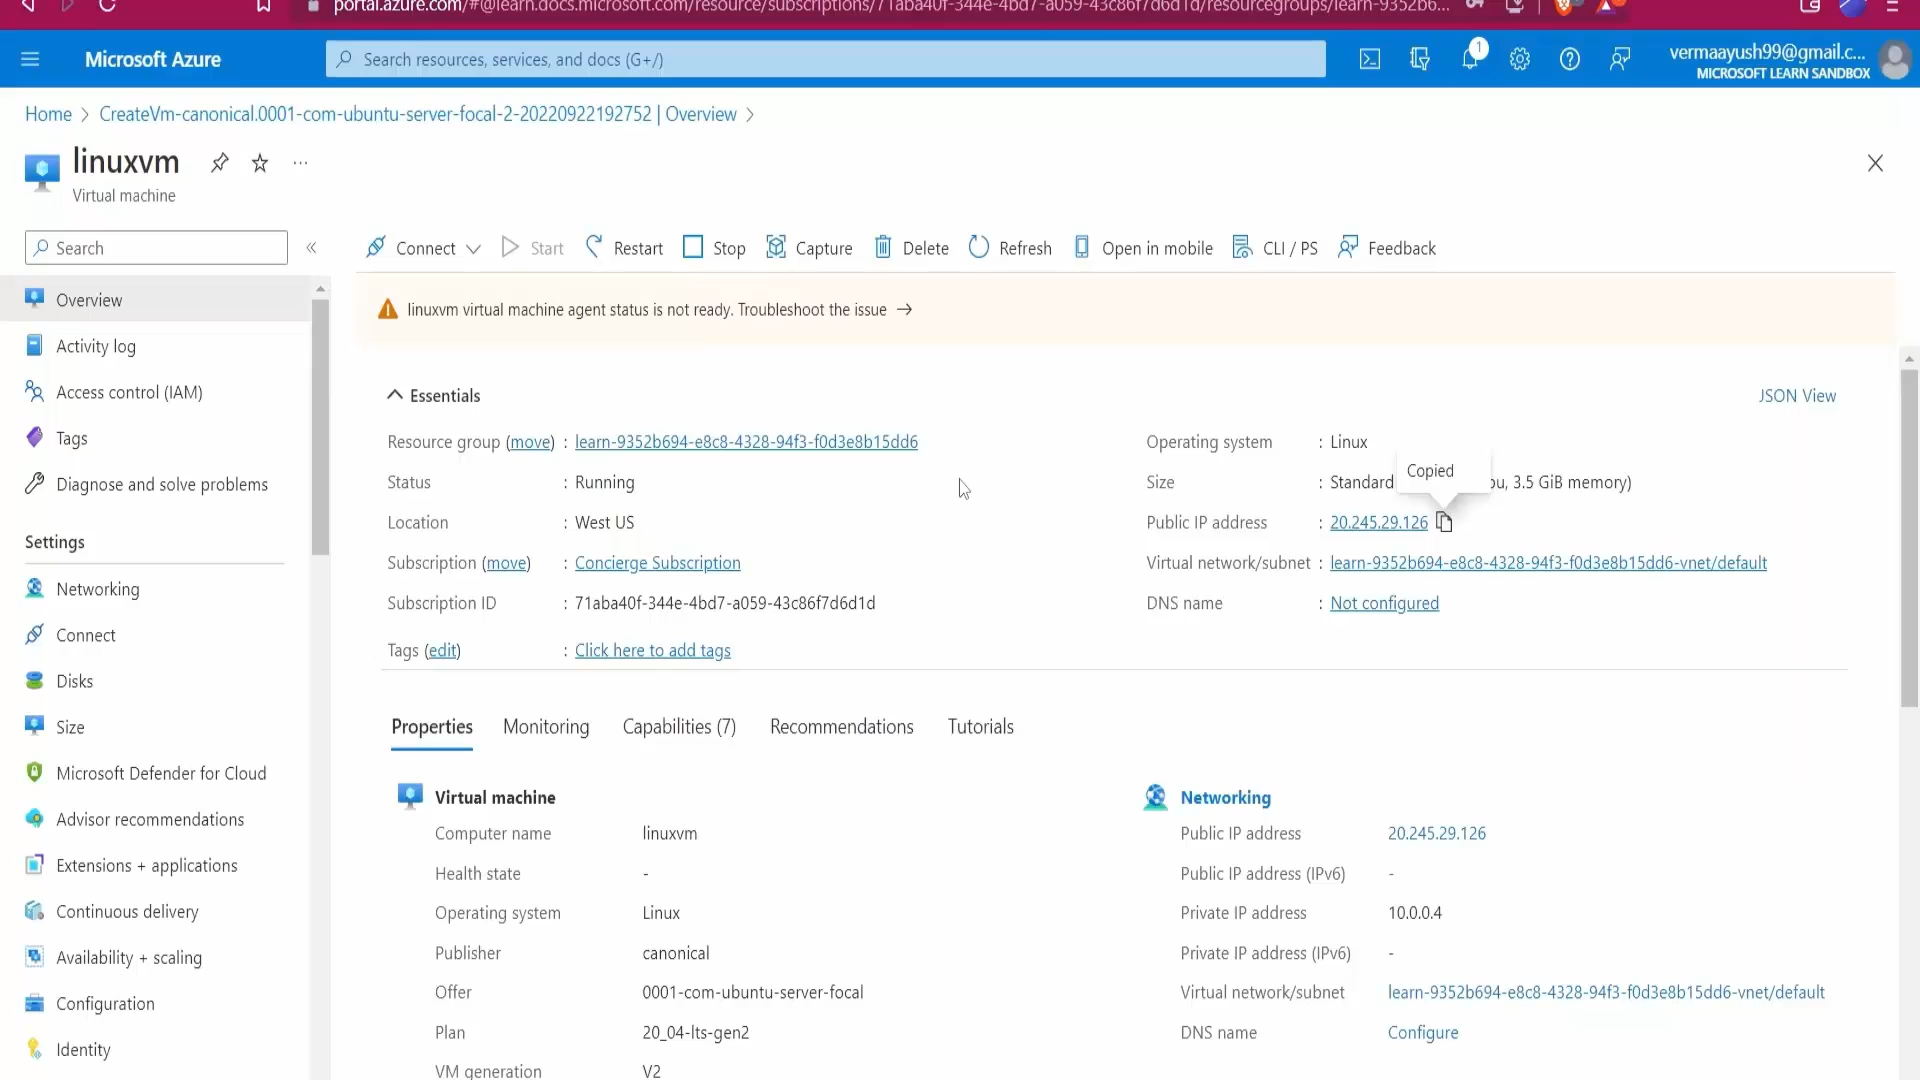 portal.azure.com/#@learn.docs.microsoft.com/resource/subscriptions/71aba40f-344e-4bd7-a059-43c86f7d6d1d/resourcegroups/learn-9352b6...
Microsoft Azure
Search resources, services, and docs (G+/)
1
vermaayush99@gmail.c...
MICROSOFT LEARN SANDBOX
Home > CreateVm-canonical.0001-com-ubuntu-server-focal-2-20220922192752 | Overview >
linuxvm
...
Virtual machine
Search
«
Connect
Start
Restart
Stop
Capture
Delete
Refresh
Open in mobile
CLI / PS
Feedback
linuxvm virtual machine agent status is not ready. Troubleshoot the issue →
Overview
Activity log
Access control (IAM)
Tags
Diagnose and solve problems
Settings
Networking
Connect
Disks
Size
Microsoft Defender for Cloud
Advisor recommendations
Extensions + applications
Continuous delivery
Availability + scaling
Configuration
Identity
Essentials
JSON View
Resource group (move) : learn-9352b694-e8c8-4328-94f3-f0d3e8b15dd6
Status : Running
Location : West US
Subscription (move) : Concierge Subscription
Subscription ID : 71aba40f-344e-4bd7-a059-43c86f7d6d1d
Tags (edit) : Click here to add tags
Operating system : Linux
Copied
Size : Standard pu, 3.5 GiB memory)
Public IP address : 20.245.29.126
Virtual network/subnet : learn-9352b694-e8c8-4328-94f3-f0d3e8b15dd6-vnet/default
DNS name : Not configured
Properties
Monitoring
Capabilities (7)
Recommendations
Tutorials
Virtual machine
Computer name linuxvm
Health state -
Operating system Linux
Publisher canonical
Offer 0001-com-ubuntu-server-focal
Plan 20_04-lts-gen2
VM generation V2
Networking
Public IP address 20.245.29.126
Public IP address (IPv6) -
Private IP address 10.0.0.4
Private IP address (IPv6) -
Virtual network/subnet learn-9352b694-e8c8-4328-94f3-f0d3e8b15dd6-vnet/default
DNS name Configure